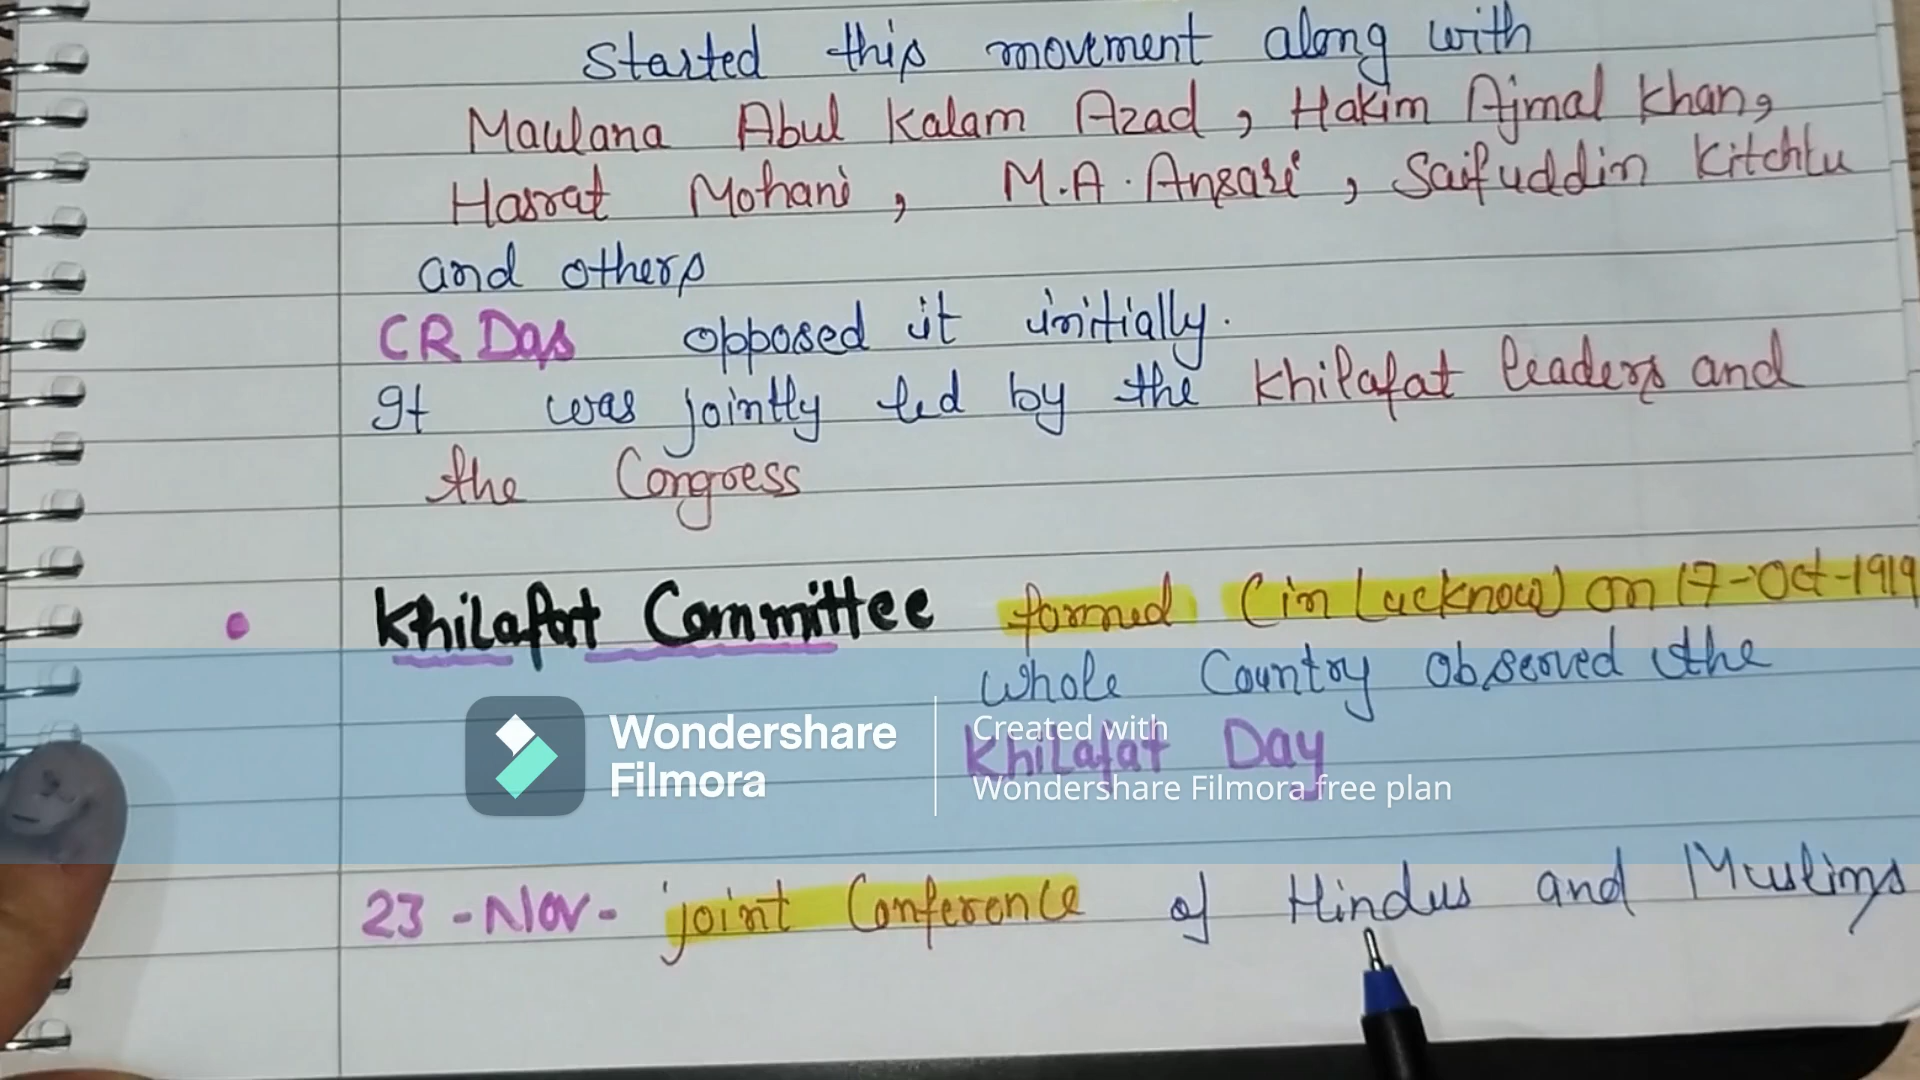 Started this movement along with
Maulana Abul Kalam Azad, Hakim Ajmal Khan,
Hasrat Mohani, M.A. Ansari, Saifuddin Kitchlu
and others
CR Das opposed it initially.
It was jointly led by the Khilafat leaders and
the Congress
Khilafat Committee formed (in Lucknow) on 17-Oct-1919
Whole Country observed the
Khilafat Day
Wondershare
Filmora
Created with
Wondershare Filmora free plan
23-Nov- joint Conference of Hindus and Muslims